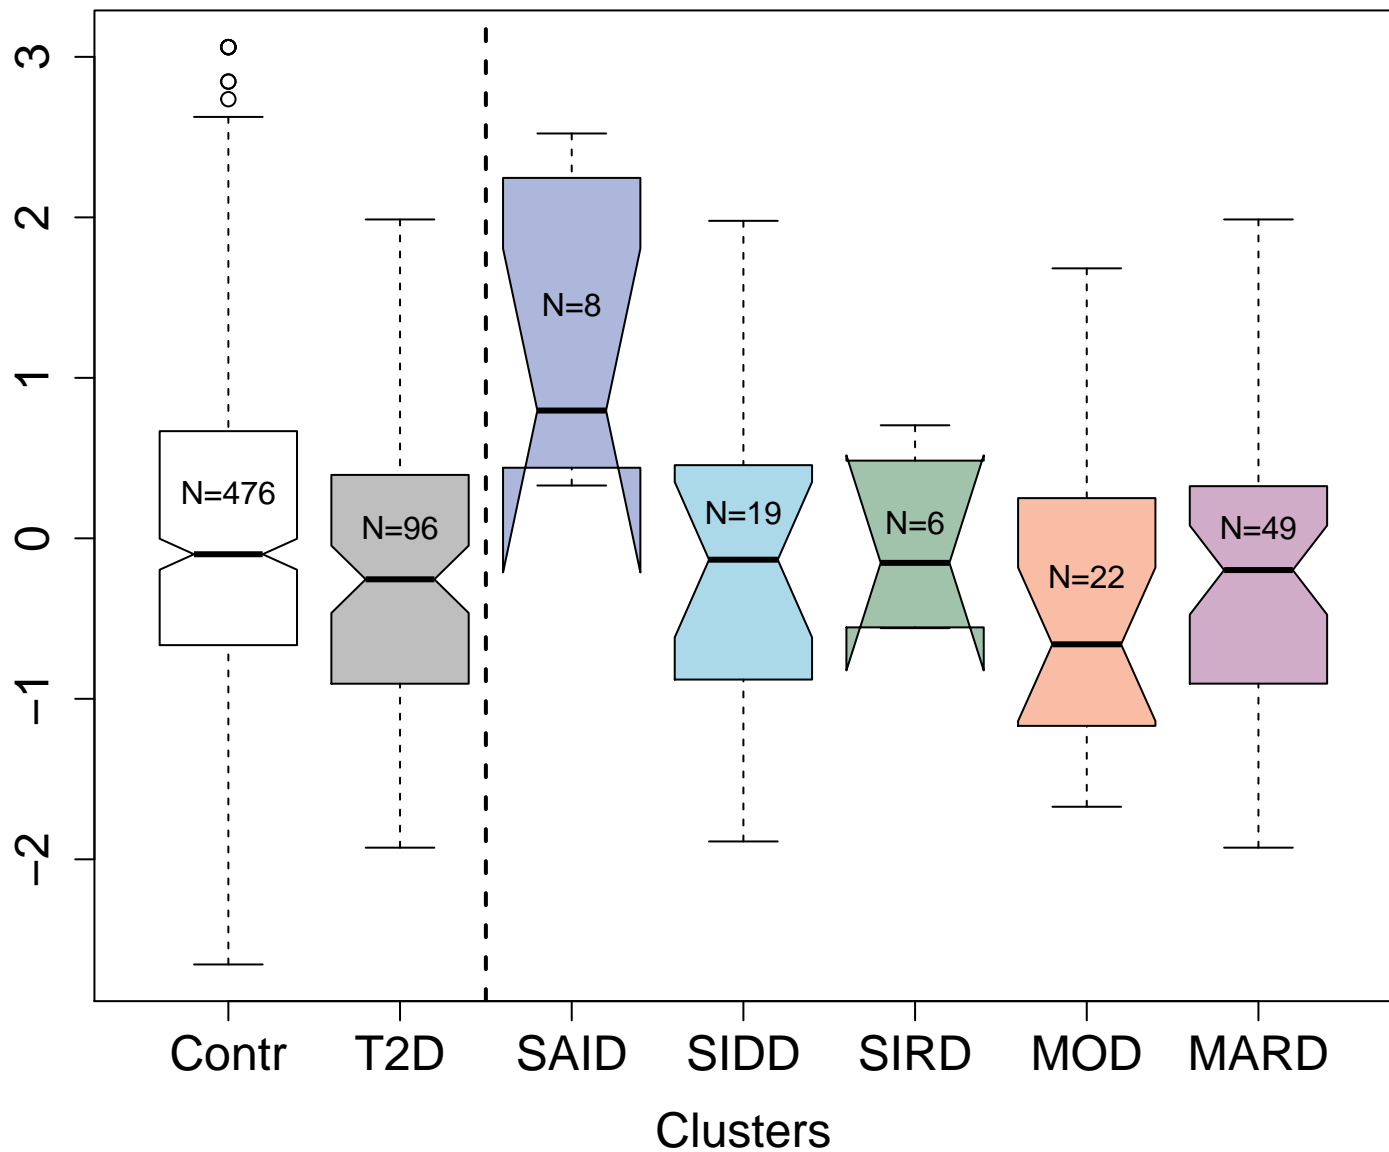 3
2
1
0
−1
−2
N=476
N=96
N=8
N=19
N=6
N=22
N=49
Contr T2D SAID SIDD SIRD MOD MARD
Clusters